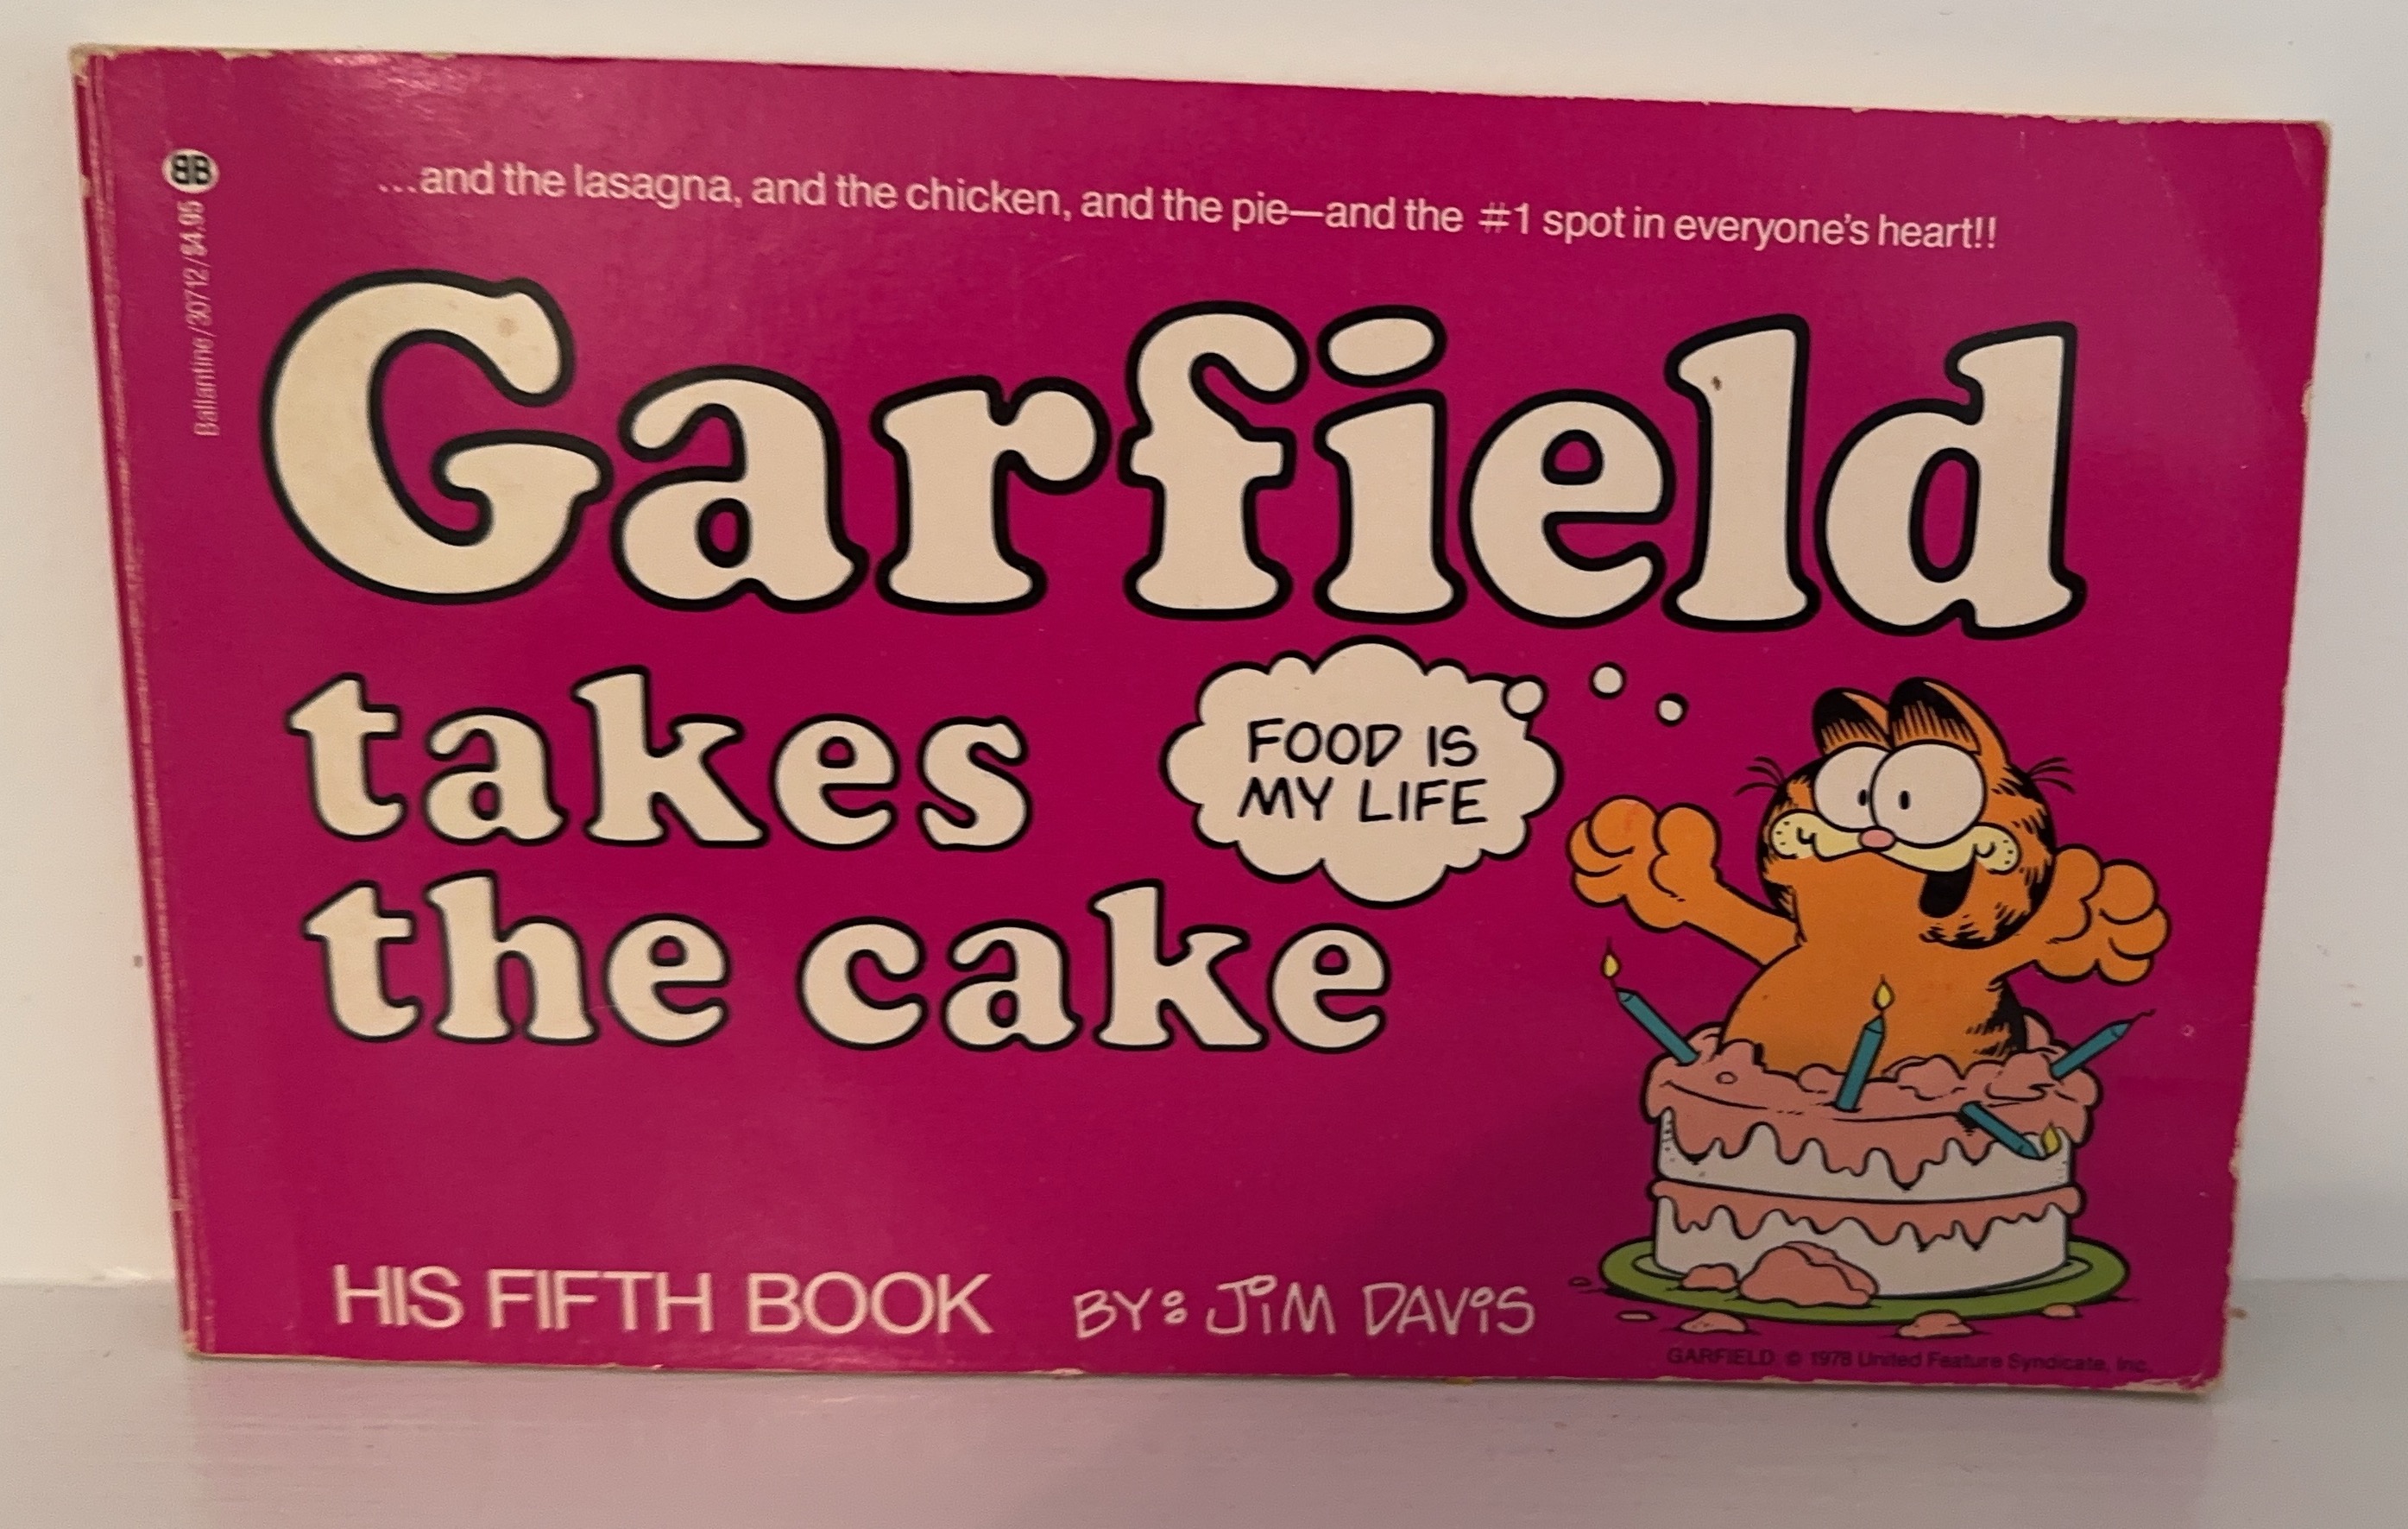 BB
Ballantine/30712/$4.95
...and the lasagna, and the chicken, and the pie—and the #1 spot in everyone's heart!!
Garfield
takes
the cake
FOOD IS
MY LIFE
HIS FIFTH BOOK
BY: JIM DAVIS
GARFIELD: © 1978 United Feature Syndicate, Inc.